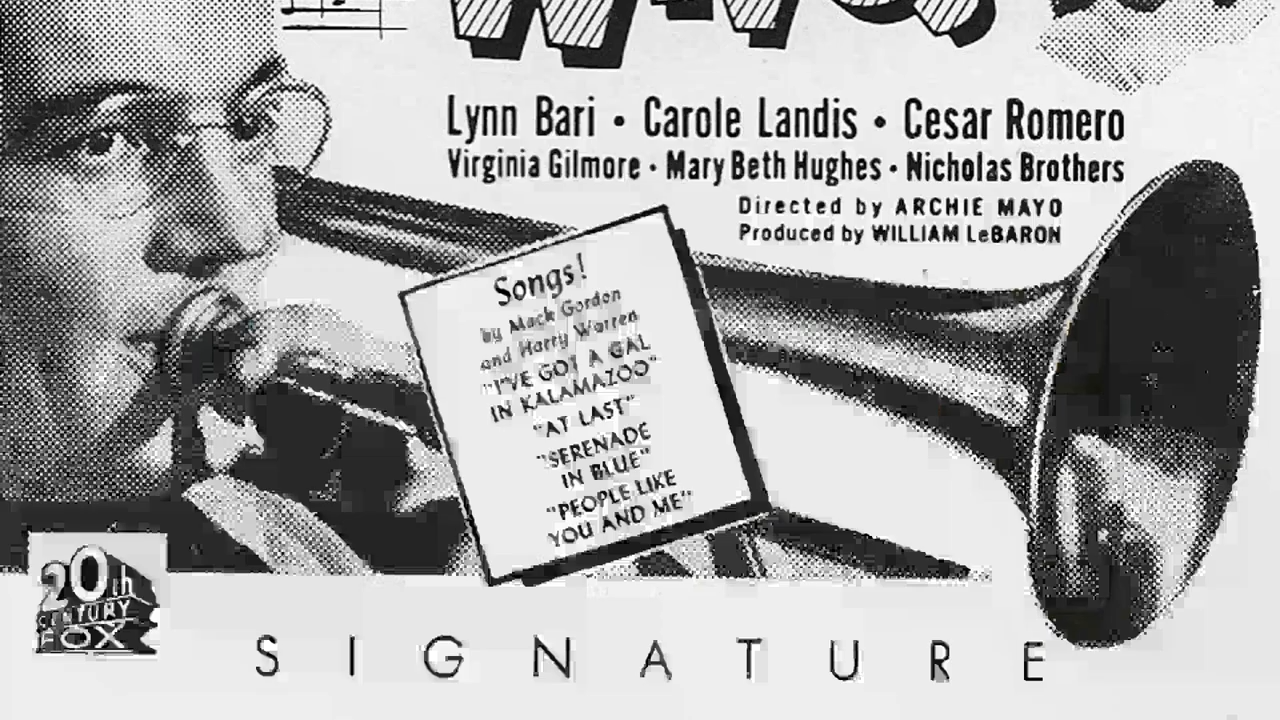 Lynn Bari • Carole Landis • Cesar Romero
Virginia Gilmore • Mary Beth Hughes • Nicholas Brothers
Directed by ARCHIE MAYO
Produced by WILLIAM LeBARON
Songs!
by Mack Gordon
and Harry Warren
"I'VE GOT A GAL
IN KALAMAZOO"
"AT LAST"
"SERENADE
IN BLUE"
"PEOPLE LIKE
YOU AND ME"
20th
CENTURY
FOX
SIGNATURE